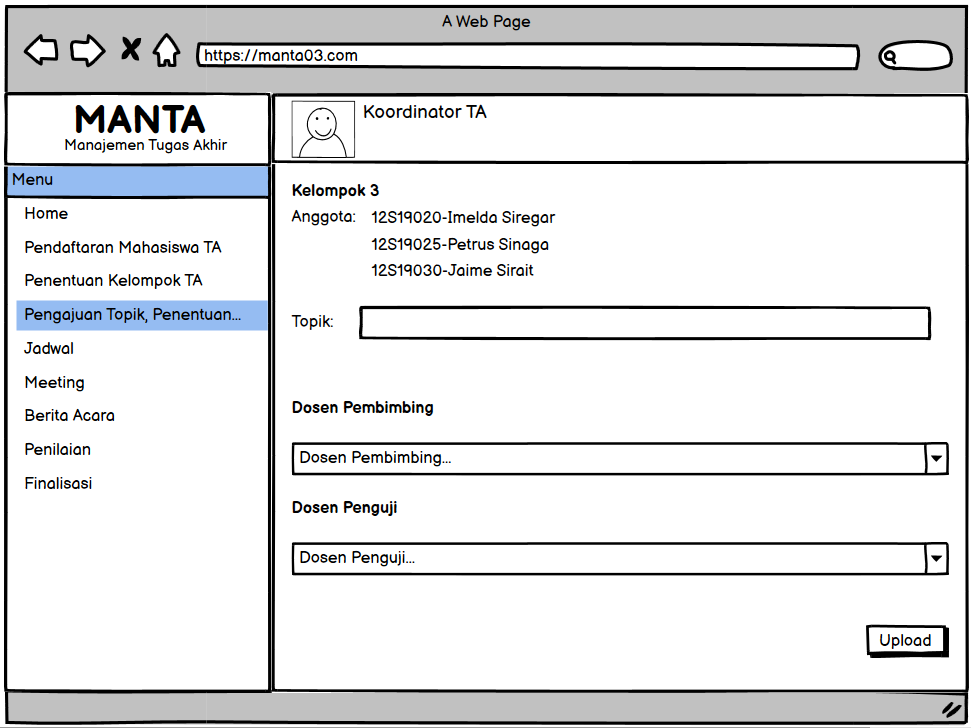 A Web Page
https://manta03.com
MANTA
Manajemen Tugas Akhir
Koordinator TA
Menu
Home
Pendaftaran Mahasiswa TA
Penentuan Kelompok TA
Pengajuan Topik, Penentuan...
Jadwal
Meeting
Berita Acara
Penilaian
Finalisasi
Kelompok 3
Anggota: 12S19020-Imelda Siregar
12S19025-Petrus Sinaga
12S19030-Jaime Sirait
Topik:
Dosen Pembimbing
Dosen Pembimbing...
Dosen Penguji
Dosen Penguji...
Upload